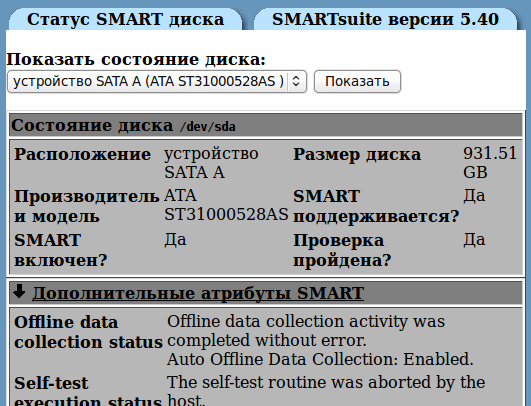 Статус SMART диска
SMARTsuite версии 5.40
Показать состояние диска:
устройство SATA A (ATA ST31000528AS )
Показать
Состояние диска /dev/sda
Расположение
устройство
SATA A
Размер диска
931.51
GB
Производитель
и модель
ATA
ST31000528AS
SMART
поддерживается?
Да
SMART
включен?
Да
Проверка
пройдена?
Да
Дополнительные атрибуты SMART
Offline data
collection status
Offline data collection activity was
completed without error.
Auto Offline Data Collection: Enabled.
Self-test
execution status
The self-test routine was aborted by the
host.